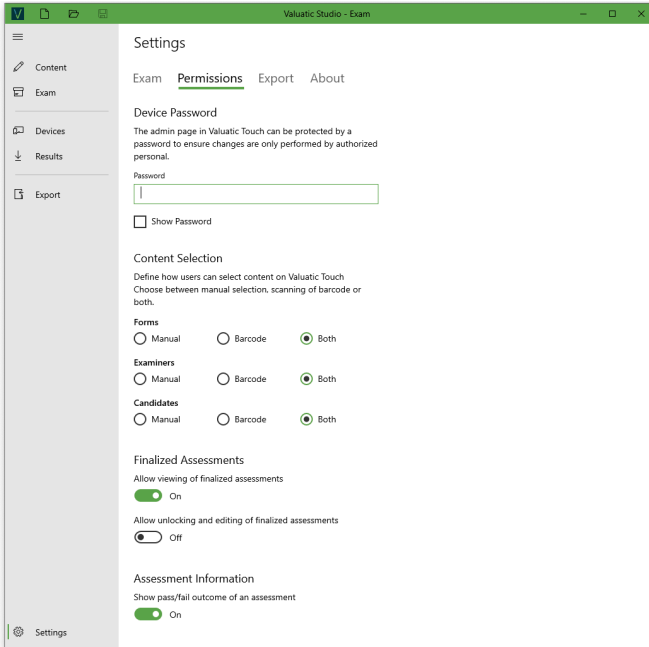 V
Valuatic Studio - Exam
Content
Exam
Devices
Results
Export
Settings
Settings
Exam Permissions Export About
Device Password
The admin page in Valuatic Touch can be protected by a
password to ensure changes are only performed by authorized
personal.
Password
Show Password
Content Selection
Define how users can select content on Valuatic Touch
Choose between manual selection, scanning of barcode or
both.
Forms
Manual Barcode Both
Examiners
Manual Barcode Both
Candidates
Manual Barcode Both
Finalized Assessments
Allow viewing of finalized assessments
On
Allow unlocking and editing of finalized assessments
Off
Assessment Information
Show pass/fail outcome of an assessment
On